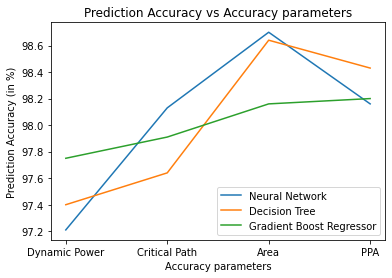 Prediction Accuracy vs Accuracy parameters
Prediction Accuracy (in %)
98.6
98.4
98.2
98.0
97.8
97.6
97.4
97.2
Neural Network
Decision Tree
Gradient Boost Regressor
Dynamic Power
Critical Path
Area
PPA
Accuracy parameters